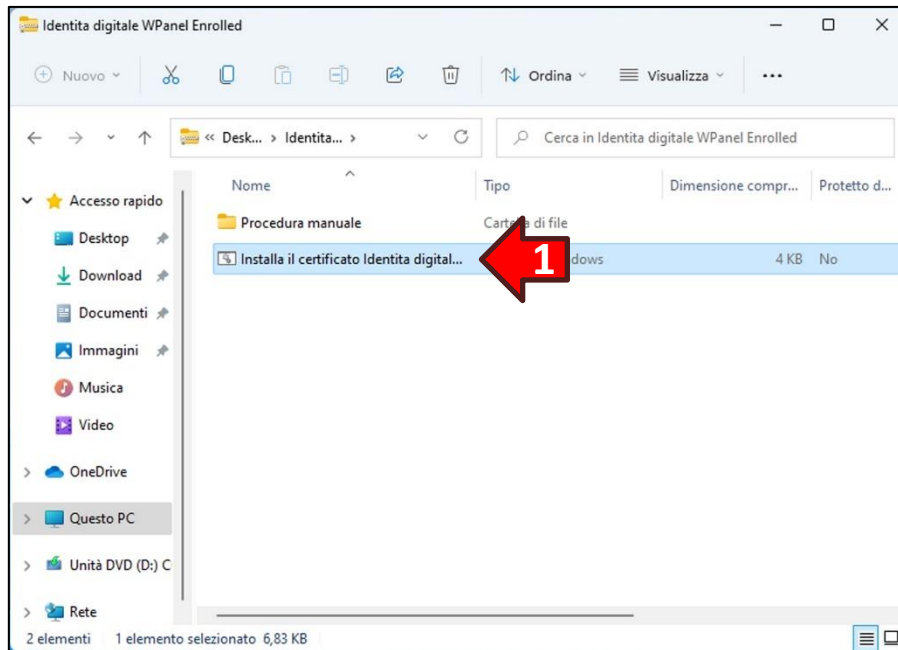 Identita digitale WPanel Enrolled
Nuovo
Ordina
Visualizza
« Desk... > Identita... >
Cerca in Identita digitale WPanel Enrolled
Nome
Tipo
Dimensione compr...
Protetto d...
Accesso rapido
Desktop
Download
Documenti
Immagini
Musica
Video
OneDrive
Questo PC
Unità DVD (D:) C
Rete
Procedura manuale
Cartella di file
Installa il certificato Identita digital...
1
dows
4 KB
No
2 elementi
1 elemento selezionato 6,83 KB